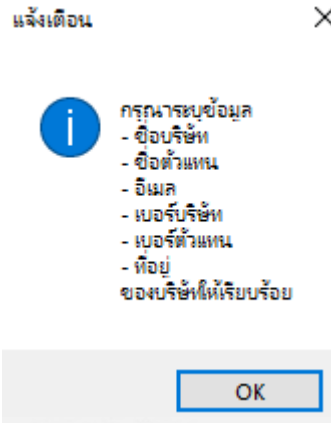 แจ้งเตือน
กรุณาระบุข้อมูล
- ชื่อบริษัท
- ชื่อตัวแทน
- อีเมล
- เบอร์บริษัท
- เบอร์ตัวแทน
- ที่อยู่
ของบริษัทให้เรียบร้อย
OK